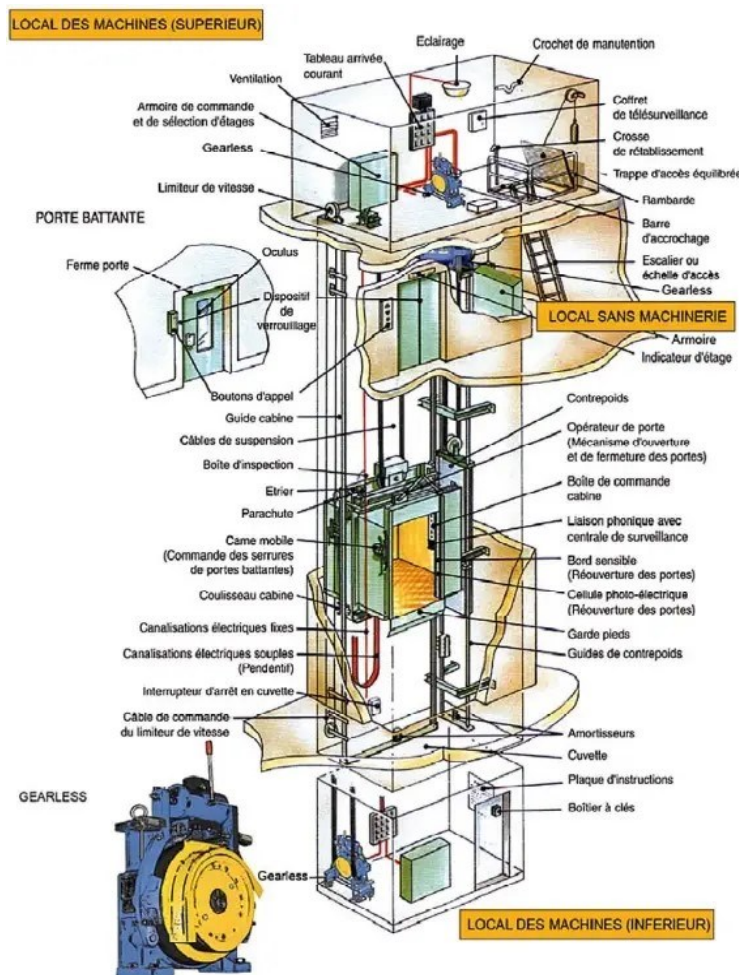 LOCAL DES MACHINES (SUPERIEUR)
Eclairage
Crochet de manutention
Tableau arrivée
courant
Ventilation
Armoire de commande
et de sélection d'étages
Gearless
Limiteur de vitesse
Coffret
de télésurveillance
Crosse
de rétablissement
Trappe d'accès équilibrée
Rambarde
Barre
d'accrochage
Escalier ou
échelle d'accès
Gearless
PORTE BATTANTE
Oculus
Ferme porte
Dispositif
de
verrouillage
Boutons d'appel
LOCAL SANS MACHINERIE
Armoire
Indicateur d'étage
Guide cabine
Câbles de suspension
Boîte d'inspection
Etrier
Parachute
Came mobile
(Commande des serrures
de portes battantes)
Coulisseau cabine
Canalisations électriques fixes
Canalisations électriques souples
(Pendentif)
Interrupteur d'arrêt en cuvette
Câble de commande
du limiteur de vitesse
Contrepoids
Opérateur de porte
(Mécanisme d'ouverture
et de fermeture des portes)
Boîte de commande
cabine
Liaison phonique avec
centrale de surveillance
Bord sensible
(Réouverture des portes)
Cellule photo-électrique
(Réouverture des portes)
Garde pieds
Guides de contrepoids
Amortisseurs
Cuvette
Plaque d'instructions
Boîtier à clés
GEARLESS
Gearless
LOCAL DES MACHINES (INFERIEUR)